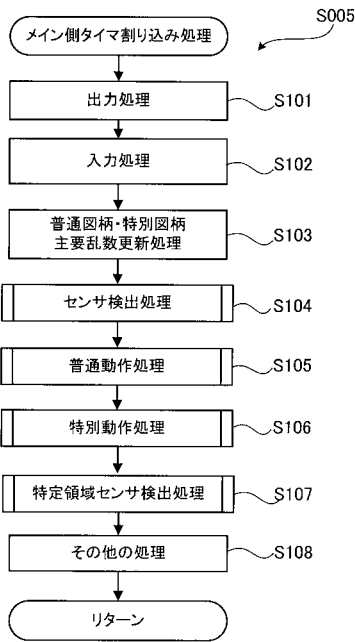 S005
メイン側タイマ割り込み処理
出力処理
S101
入力処理
S102
普通図柄・特別図柄
主要乱数更新処理
S103
センサ検出処理
S104
普通動作処理
S105
特別動作処理
S106
特定領域センサ検出処理
S107
その他の処理
S108
リターン